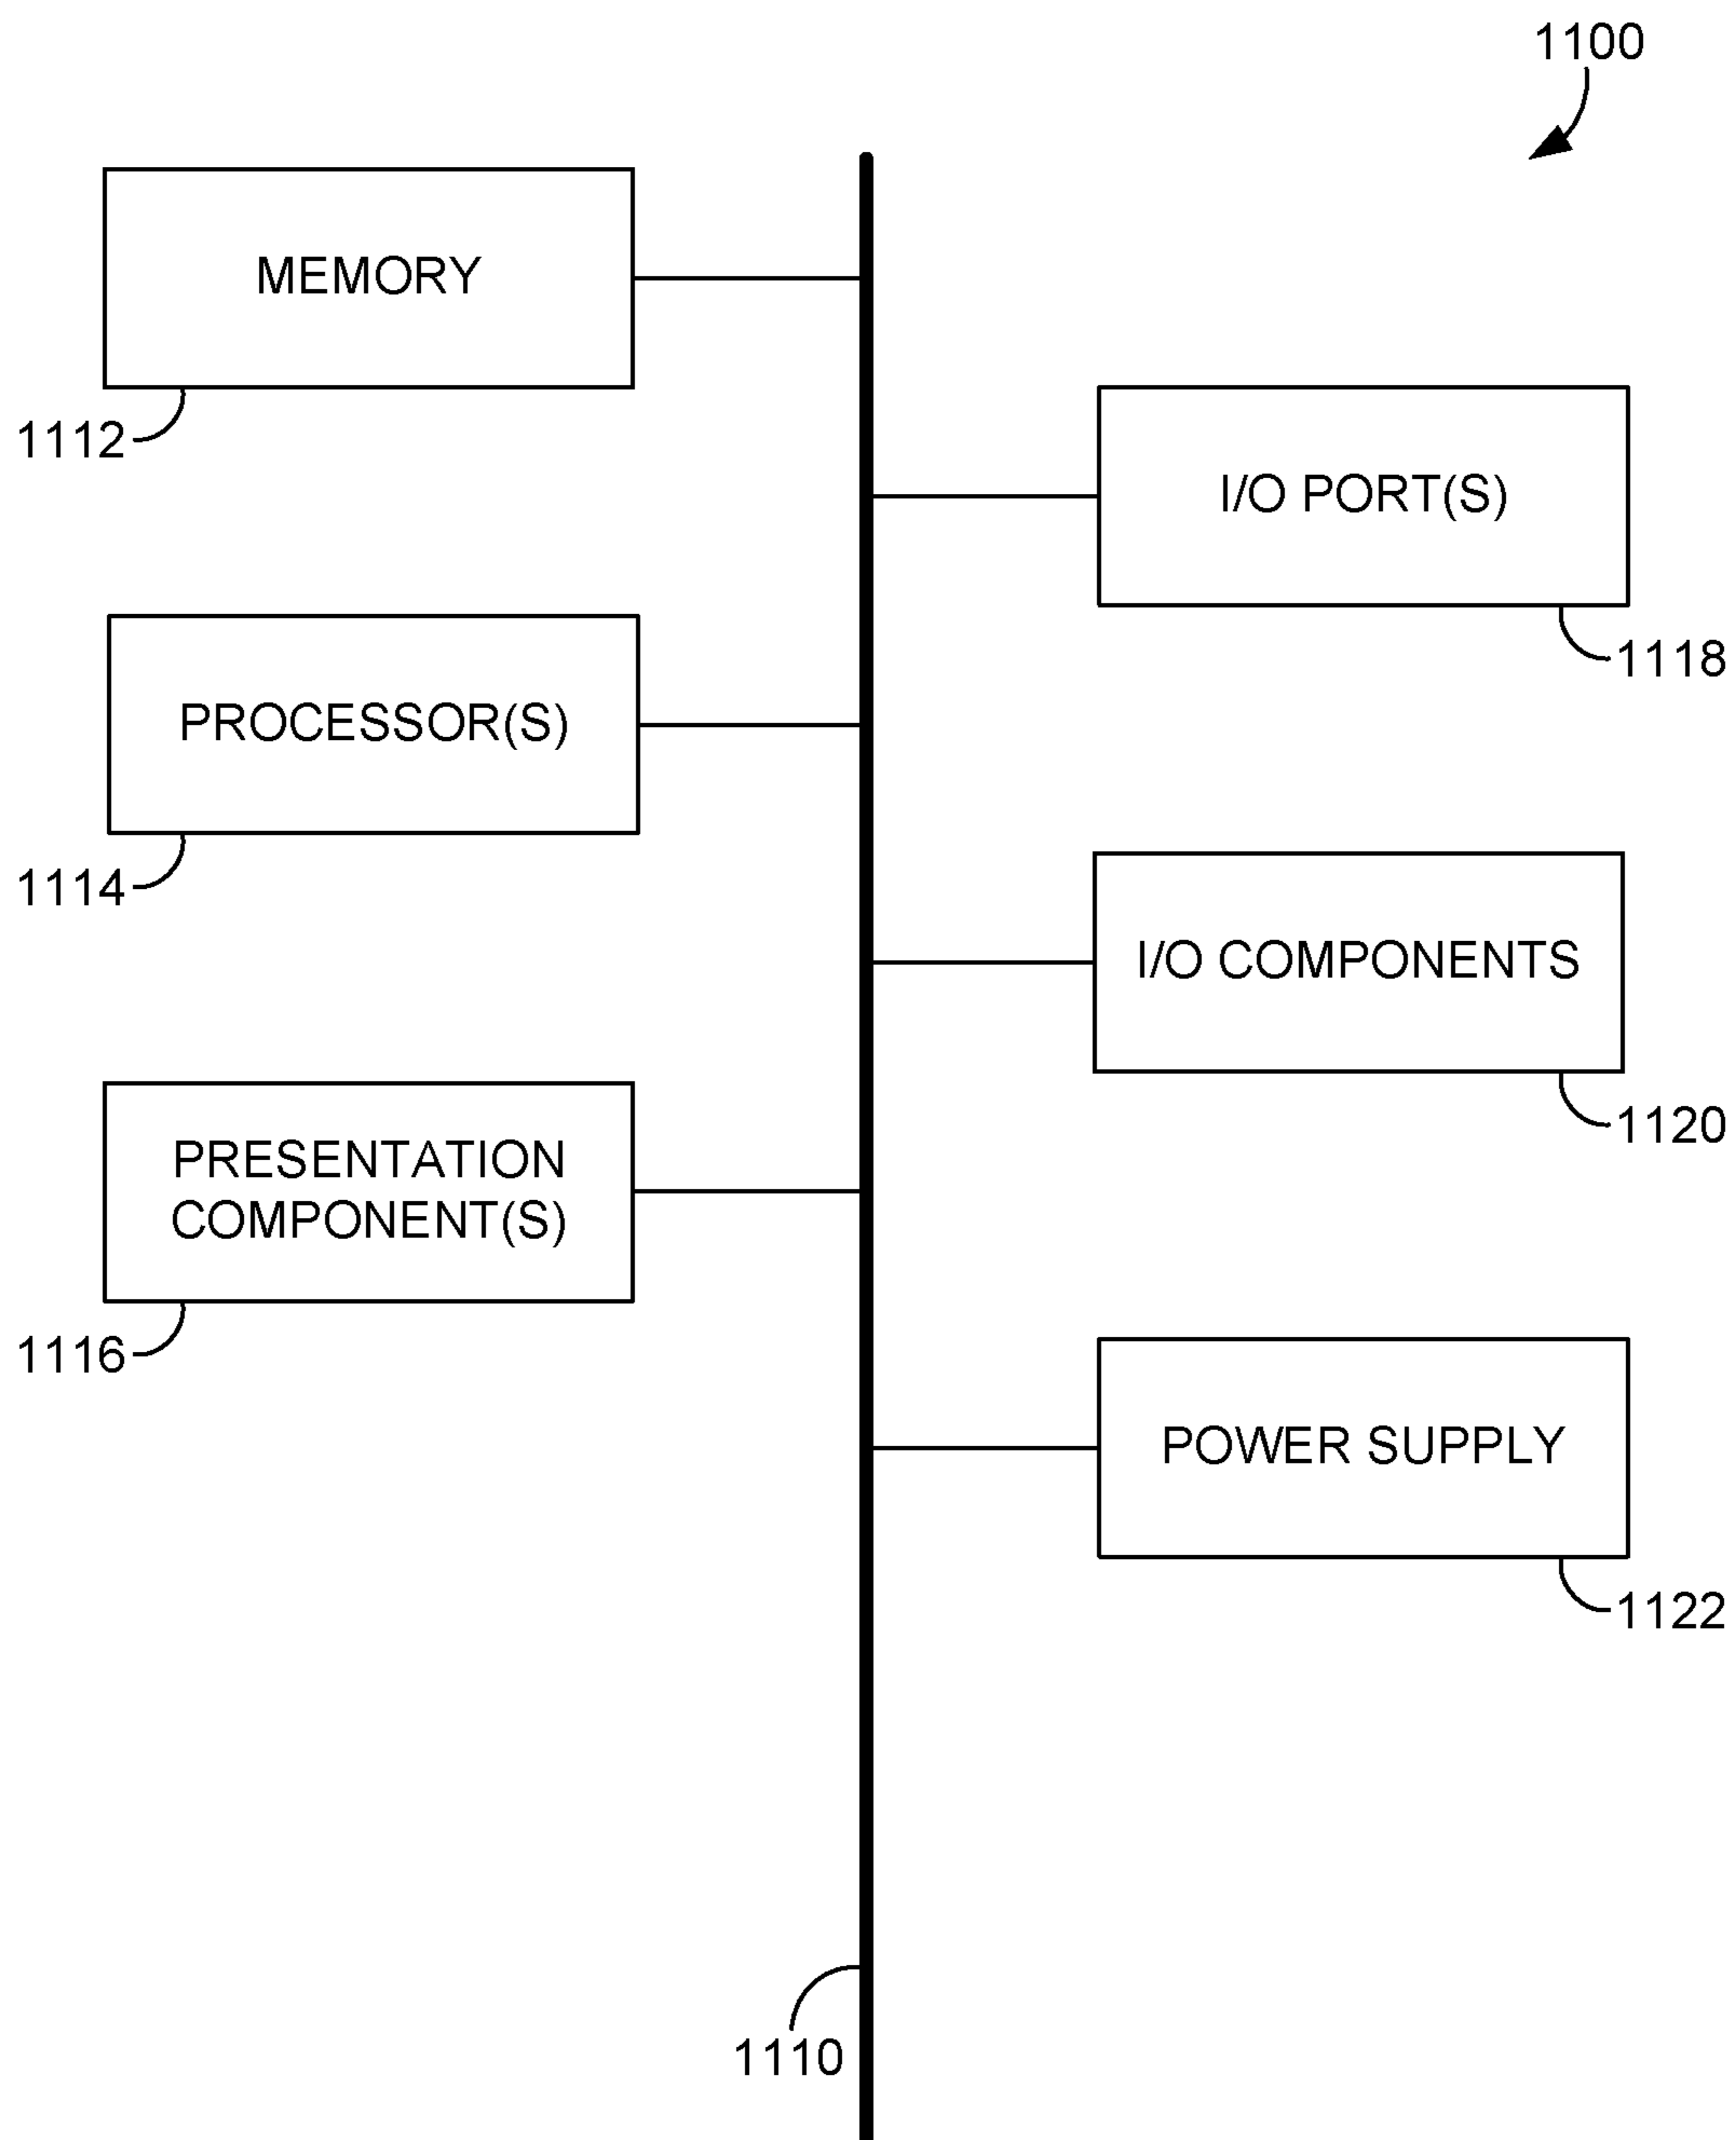 1100
MEMORY
1112
I/O PORT(S)
1118
PROCESSOR(S)
1114
I/O COMPONENTS
1120
PRESENTATION
COMPONENT(S)
1116
POWER SUPPLY
1122
1110